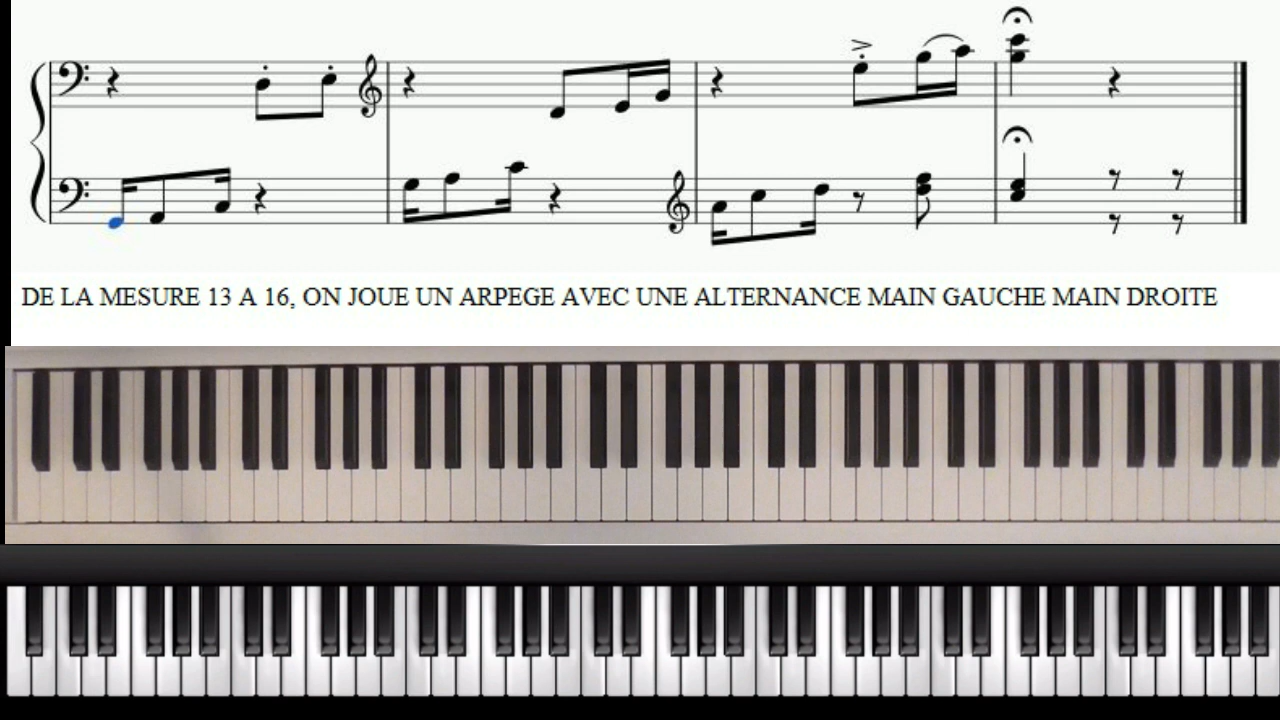 DE LA MESURE 13 A 16, ON JOUE UN ARPEGE AVEC UNE ALTERNANCE MAIN GAUCHE MAIN DROITE